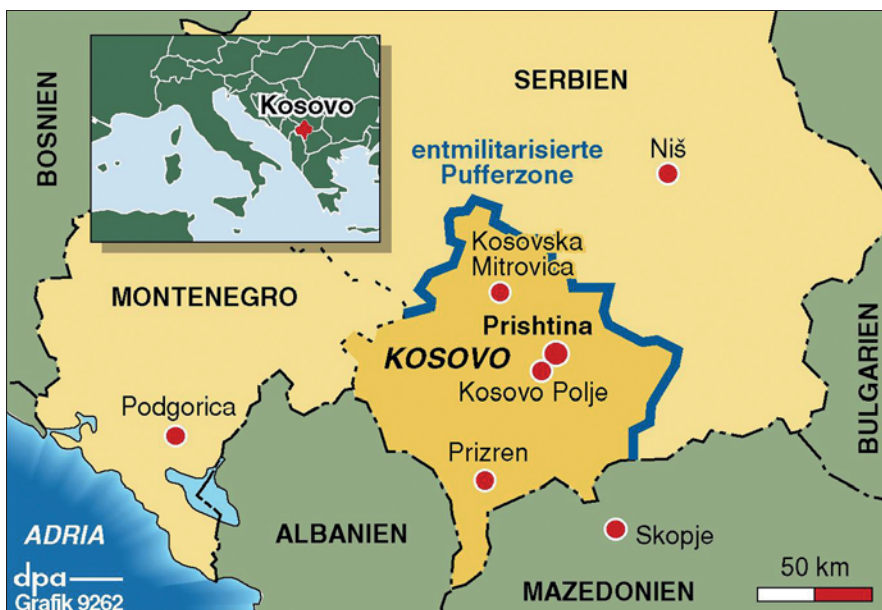 BOSNIEN
Kosovo
SERBIEN
entmilitarisierte
Pufferzone
Niš
Kosovska
Mitrovica
MONTENEGRO
Prishtina
KOSOVO
Kosovo Polje
BULGARIEN
Podgorica
Prizren
ADRIA
ALBANIEN
Skopje
MAZEDONIEN
50 km
dpa
Grafik 9262